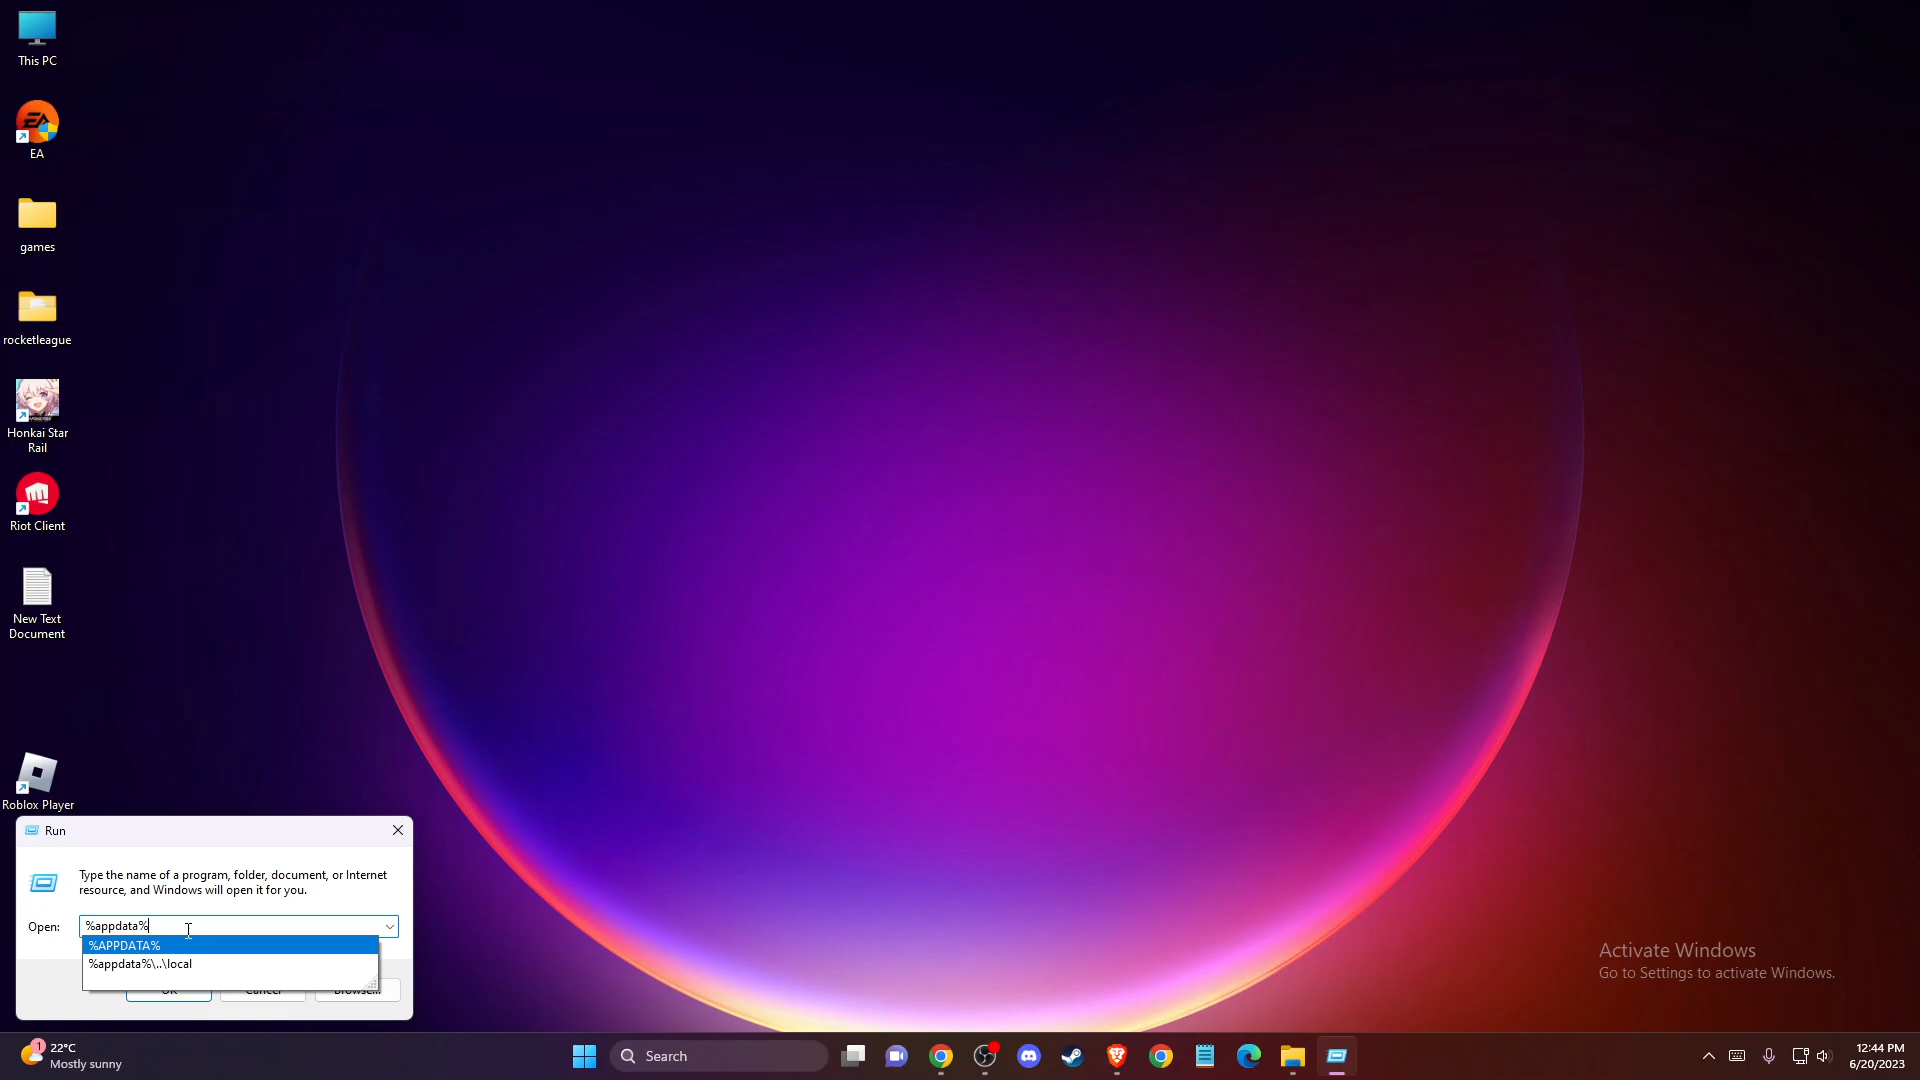 This PC
EA
games
rocketleague
Honkai Star
Rail
Riot Client
New Text
Document
Roblox Player
Run
Type the name of a program, folder, document, or Internet
resource, and Windows will open it for you.
Open:
%appdata%
%APPDATA%
%appdata%\..\local
OK
Cancel
Browse...
Activate Windows
Go to Settings to activate Windows.
1
22°C
Mostly sunny
Search
12:44 PM
6/20/2023